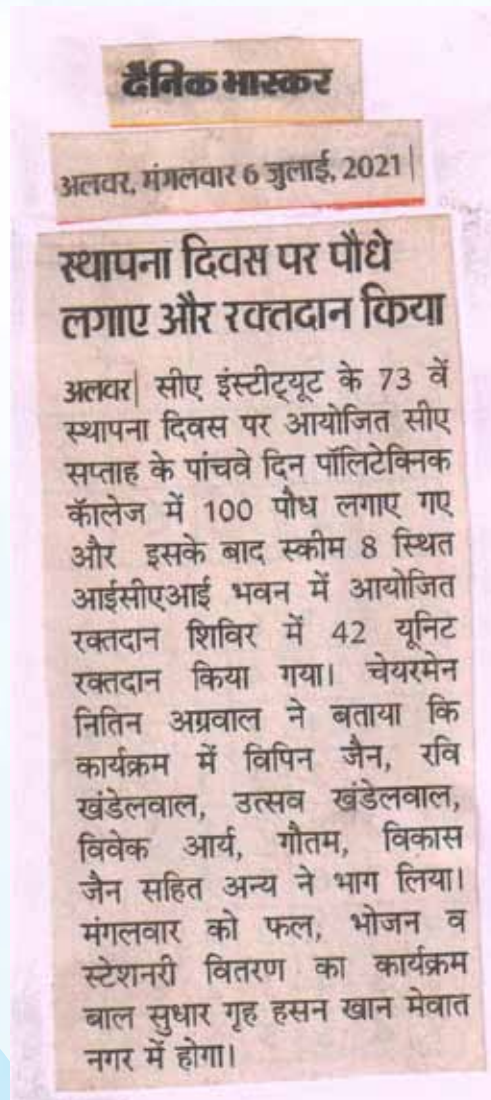 दैनिक भास्कर
अलवर, मंगलवार 6 जुलाई, 2021
स्थापना दिवस पर पौधे
लगाए और रक्तदान किया
अलवर| सीए इंस्टीट्यूट के 73 वें
स्थापना दिवस पर आयोजित सीए
सप्ताह के पांचवे दिन पॉलिटेक्निक
कॅालेज में 100 पौध लगाए गए
और इसके बाद स्कीम 8 स्थित
आईसीएआई भवन में आयोजित
रक्तदान शिविर में 42 यूनिट
रक्तदान किया गया। चेयरमेन
नितिन अग्रवाल ने बताया कि
कार्यक्रम में विपिन जैन, रवि
खंडेलवाल, उत्सव खंडेलवाल,
विवेक आर्य, गौतम, विकास
जैन सहित अन्य ने भाग लिया।
मंगलवार को फल, भोजन व
स्टेशनरी वितरण का कार्यक्रम
बाल सुधार गृह हसन खान मेवात
नगर में होगा।